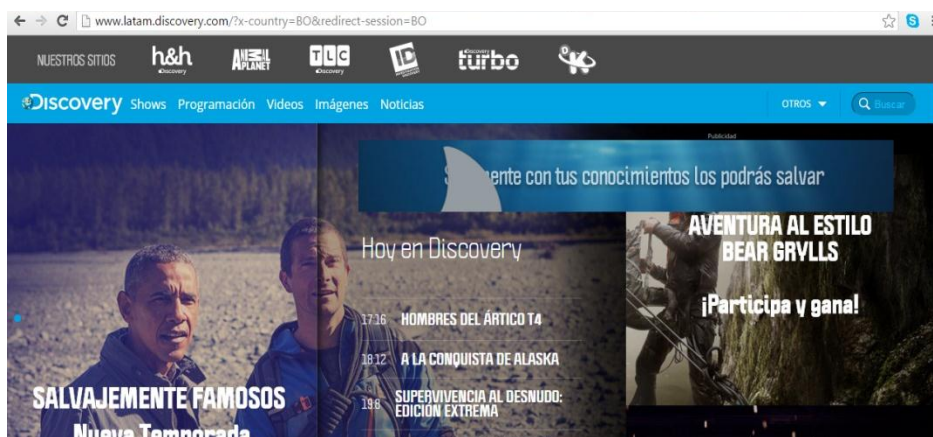 www.latam.discovery.com/?x-country=BO&redirect-session=BO
NUESTROS SITIOS
h&h
Discovery
ANIMAL
PLANET
TLC
Discovery
ID
Discovery
turbo
D
K
Discovery Shows Programación Videos Imágenes Noticias
OTROS
Buscar
Publicidad
ente con tus conocimientos los podrás salvar
Hoy en Discovery
17:16 HOMBRES DEL ÁRTICO T4
18:12 A LA CONQUISTA DE ALASKA
19:8 SUPERVIVENCIA AL DESNUDO:
EDICIÓN EXTREMA
AVENTURA AL ESTILO
BEAR GRYLLS
¡Participa y gana!
SALVAJEMENTE FAMOSOS
Nueva Temporada